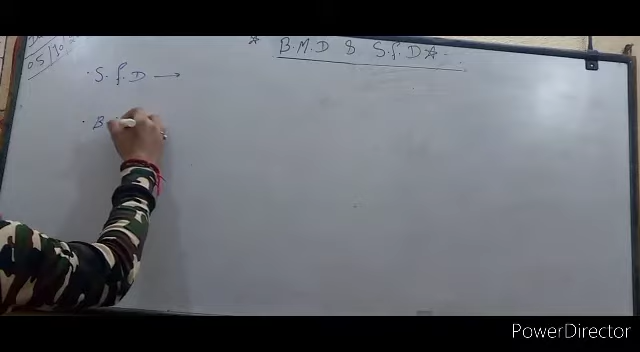 05/10
* B.M.D & S.f.D *
· S.f.D →
· B
PowerDirector